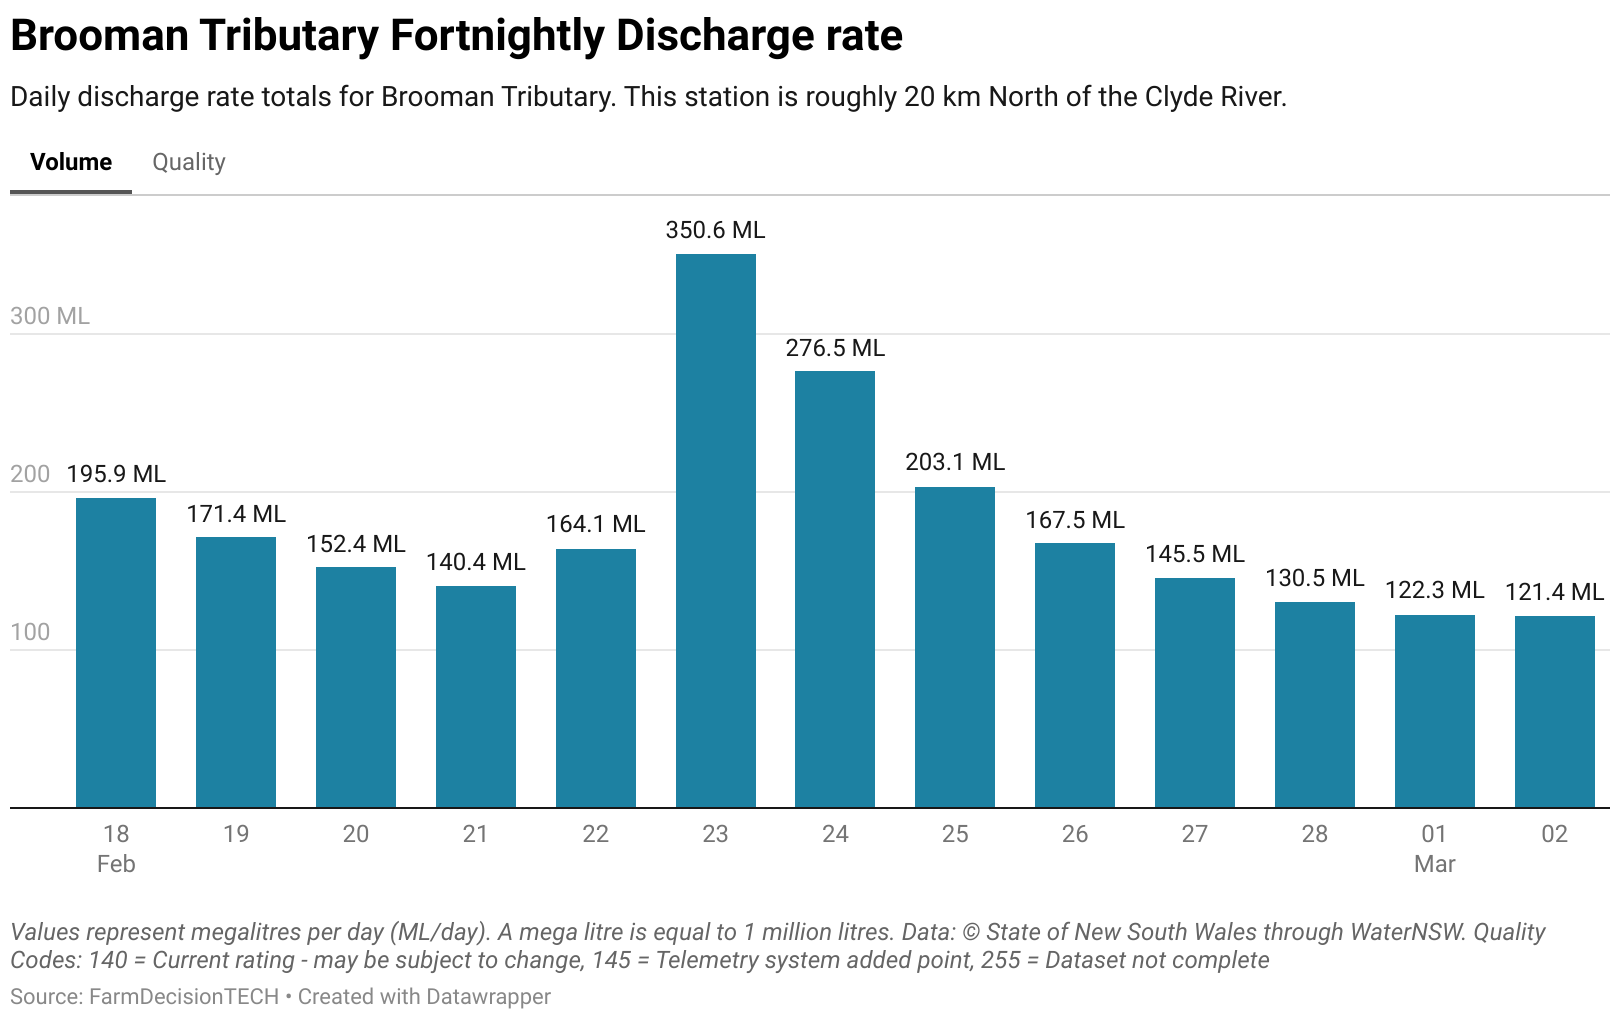 Brooman Tributary Fortnightly Discharge rate
Daily discharge rate totals for Brooman Tributary. This station is roughly 20 km North of the Clyde River.
Volume Quality
350.6 ML
300 ML
276.5 ML
203.1 ML
200 195.9 ML
171.4 ML
152.4 ML
140.4 ML
164.1 ML
167.5 ML
145.5 ML
130.5 ML
122.3 ML
121.4 ML
100
18 19 20 21 22 23 24 25 26 27 28 01 02
Feb Mar
Values represent megalitres per day (ML/day). A mega litre is equal to 1 million litres. Data: © State of New South Wales through WaterNSW. Quality
Codes: 140 = Current rating - may be subject to change, 145 = Telemetry system added point, 255 = Dataset not complete
Source: FarmDecisionTECH • Created with Datawrapper